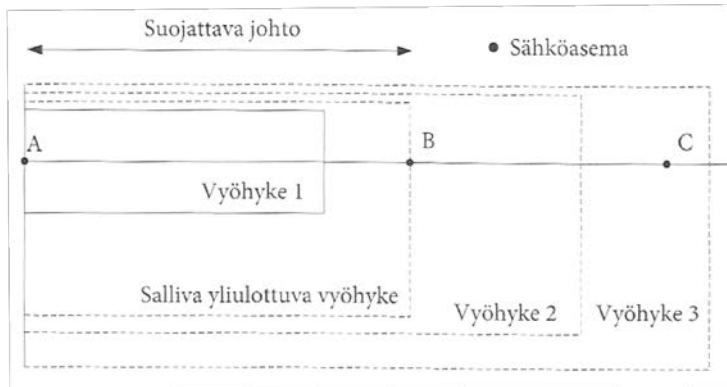 Suojattava johto
Sähköasema
A
B
C
Vyöhyke 1
Salliva yliulottuva vyöhyke
Vyöhyke 2
Vyöhyke 3